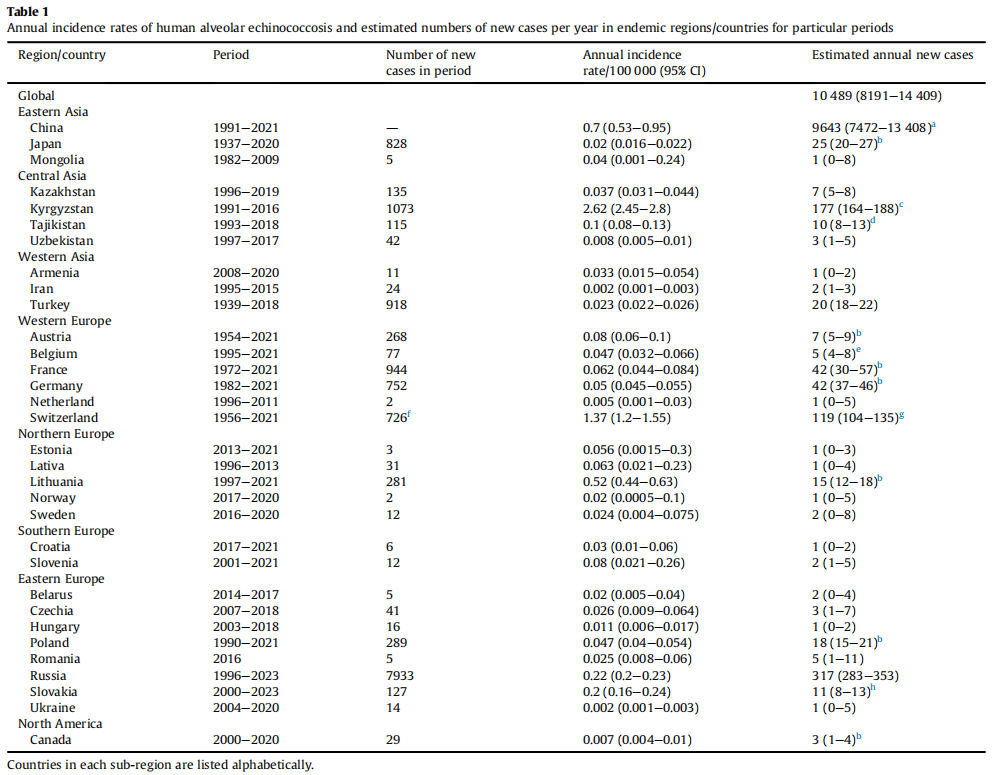 Table 1
Annual incidence rates of human alveolar echinococcosis and estimated numbers of new cases per year in endemic regions/countries for particular periods
Region/country Period Number of new cases in period Annual incidence rate/100 000 (95% CI) Estimated annual new cases
Global 10 489 (8191–14 409)
Eastern Asia
China 1991–2021 — 0.7 (0.53–0.95) 9643 (7472–13 408)a
Japan 1937–2020 828 0.02 (0.016–0.022) 25 (20–27)b
Mongolia 1982–2009 5 0.04 (0.001–0.24) 1 (0–8)
Central Asia
Kazakhstan 1996–2019 135 0.037 (0.031–0.044) 7 (5–8)
Kyrgyzstan 1991–2016 1073 2.62 (2.45–2.8) 177 (164–188)c
Tajikistan 1993–2018 115 0.1 (0.08–0.13) 10 (8–13)d
Uzbekistan 1997–2017 42 0.008 (0.005–0.01) 3 (1–5)
Western Asia
Armenia 2008–2020 11 0.033 (0.015–0.054) 1 (0–2)
Iran 1995–2015 24 0.002 (0.001–0.003) 2 (1–3)
Turkey 1939–2018 918 0.023 (0.022–0.026) 20 (18–22)
Western Europe
Austria 1954–2021 268 0.08 (0.06–0.1) 7 (5–9)b
Belgium 1995–2021 77 0.047 (0.032–0.066) 5 (4–8)e
France 1972–2021 944 0.062 (0.044–0.084) 42 (30–57)b
Germany 1982–2021 752 0.05 (0.045–0.055) 42 (37–46)b
Netherland 1996–2011 2 0.005 (0.001–0.03) 1 (0–5)
Switzerland 1956–2021 726f 1.37 (1.2–1.55) 119 (104–135)g
Northern Europe
Estonia 2013–2021 3 0.056 (0.0015–0.3) 1 (0–3)
Lativa 1996–2013 31 0.063 (0.021–0.23) 1 (0–4)
Lithuania 1997–2021 281 0.52 (0.44–0.63) 15 (12–18)b
Norway 2017–2020 2 0.02 (0.0005–0.1) 1 (0–5)
Sweden 2016–2020 12 0.024 (0.004–0.075) 2 (0–8)
Southern Europe
Croatia 2017–2021 6 0.03 (0.01–0.06) 1 (0–2)
Slovenia 2001–2021 12 0.08 (0.021–0.26) 2 (1–5)
Eastern Europe
Belarus 2014–2017 5 0.02 (0.005–0.04) 2 (0–4)
Czechia 2007–2018 41 0.026 (0.009–0.064) 3 (1–7)
Hungary 2003–2018 16 0.011 (0.006–0.017) 1 (0–2)
Poland 1990–2021 289 0.047 (0.04–0.054) 18 (15–21)b
Romania 2016 5 0.025 (0.008–0.06) 5 (1–11)
Russia 1996–2023 7933 0.22 (0.2–0.23) 317 (283–353)
Slovakia 2000–2023 127 0.2 (0.16–0.24) 11 (8–13)h
Ukraine 2004–2020 14 0.002 (0.001–0.003) 1 (0–5)
North America
Canada 2000–2020 29 0.007 (0.004–0.01) 3 (1–4)b
Countries in each sub-region are listed alphabetically.